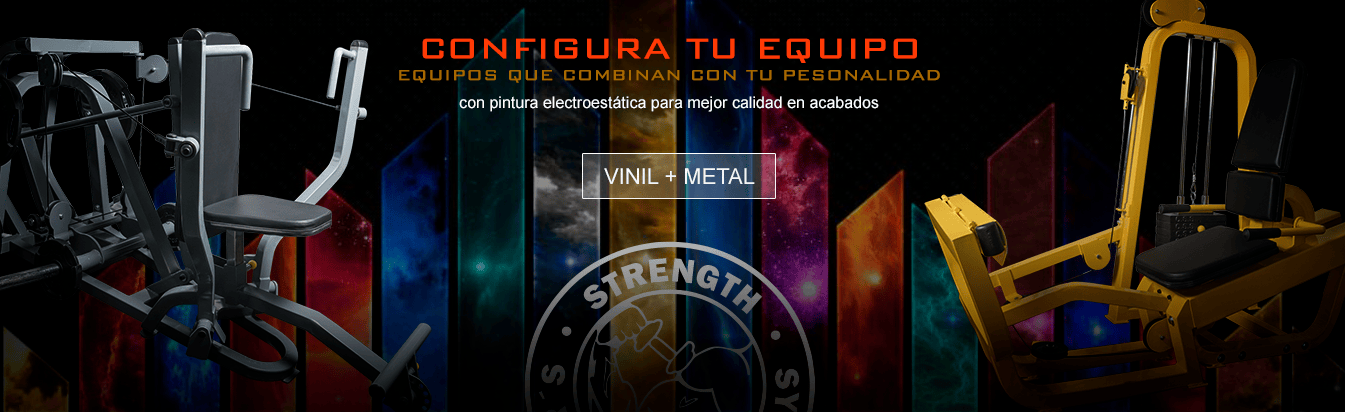 CONFIGURA TU EQUIPO
EQUIPOS QUE COMBINAN CON TU PESONALIDAD
con pintura electroestática para mejor calidad en acabados
VINIL + METAL
STRENGTH